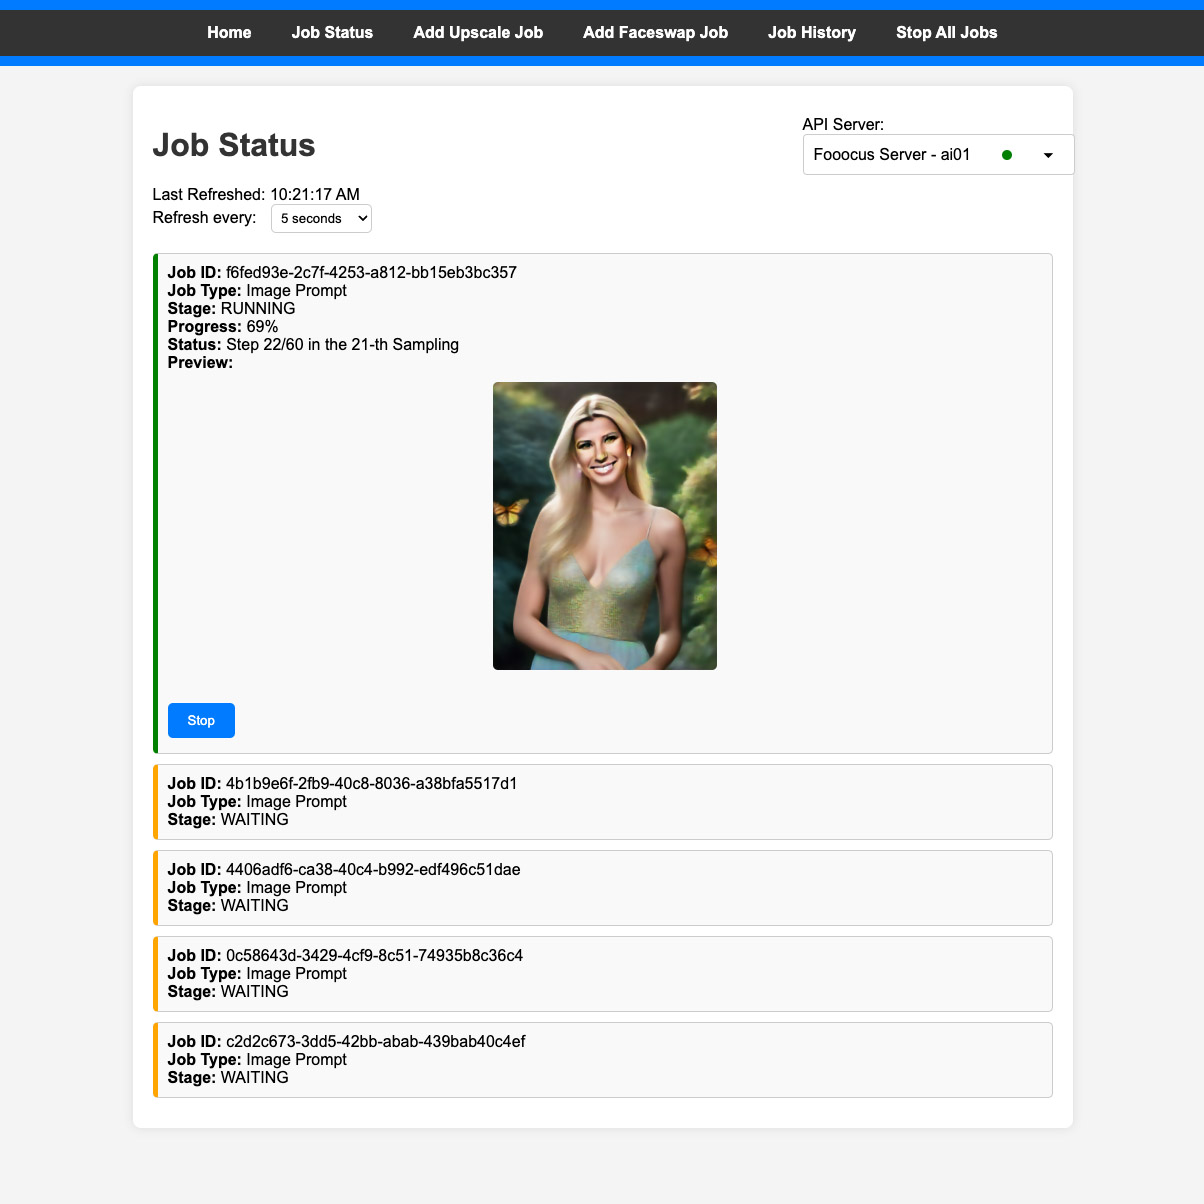 Home Job Status Add Upscale Job Add Faceswap Job Job History Stop All Jobs
Job Status
API Server:
Fooocus Server - ai01
Last Refreshed: 10:21:17 AM
Refresh every: 5 seconds
Job ID: f6fed93e-2c7f-4253-a812-bb15eb3bc357
Job Type: Image Prompt
Stage: RUNNING
Progress: 69%
Status: Step 22/60 in the 21-th Sampling
Preview:
Stop
Job ID: 4b1b9e6f-2fb9-40c8-8036-a38bfa5517d1
Job Type: Image Prompt
Stage: WAITING
Job ID: 4406adf6-ca38-40c4-b992-edf496c51dae
Job Type: Image Prompt
Stage: WAITING
Job ID: 0c58643d-3429-4cf9-8c51-74935b8c36c4
Job Type: Image Prompt
Stage: WAITING
Job ID: c2d2c673-3dd5-42bb-abab-439bab40c4ef
Job Type: Image Prompt
Stage: WAITING